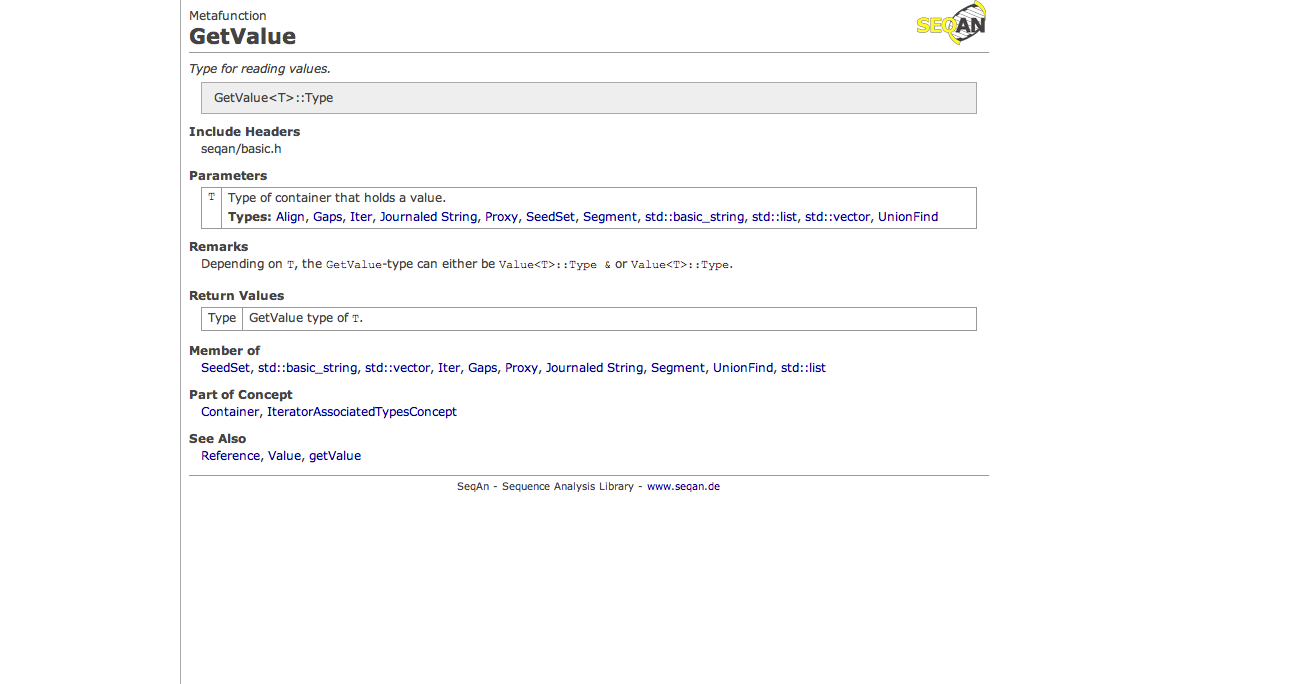 Metafunction
SEQAN
GetValue
Type for reading values.
GetValue<T>::Type
Include Headers
seqan/basic.h
Parameters
T Type of container that holds a value.
Types: Align, Gaps, Iter, Journaled String, Proxy, SeedSet, Segment, std::basic_string, std::list, std::vector, UnionFind
Remarks
Depending on T, the GetValue-type can either be Value<T>::Type & or Value<T>::Type.
Return Values
Type GetValue type of T.
Member of
SeedSet, std::basic_string, std::vector, Iter, Gaps, Proxy, Journaled String, Segment, UnionFind, std::list
Part of Concept
Container, IteratorAssociatedTypesConcept
See Also
Reference, Value, getValue
SeqAn - Sequence Analysis Library - www.seqan.de